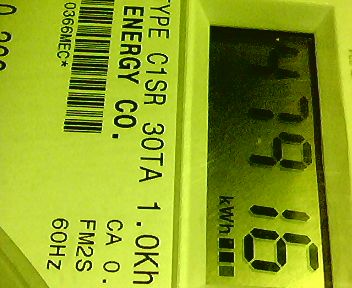 47916
kWh
TYPE C1SR 30TA 1.0Kh
ENERGY CO.
CA 0.
FM2S
60HZ
0366MEC*